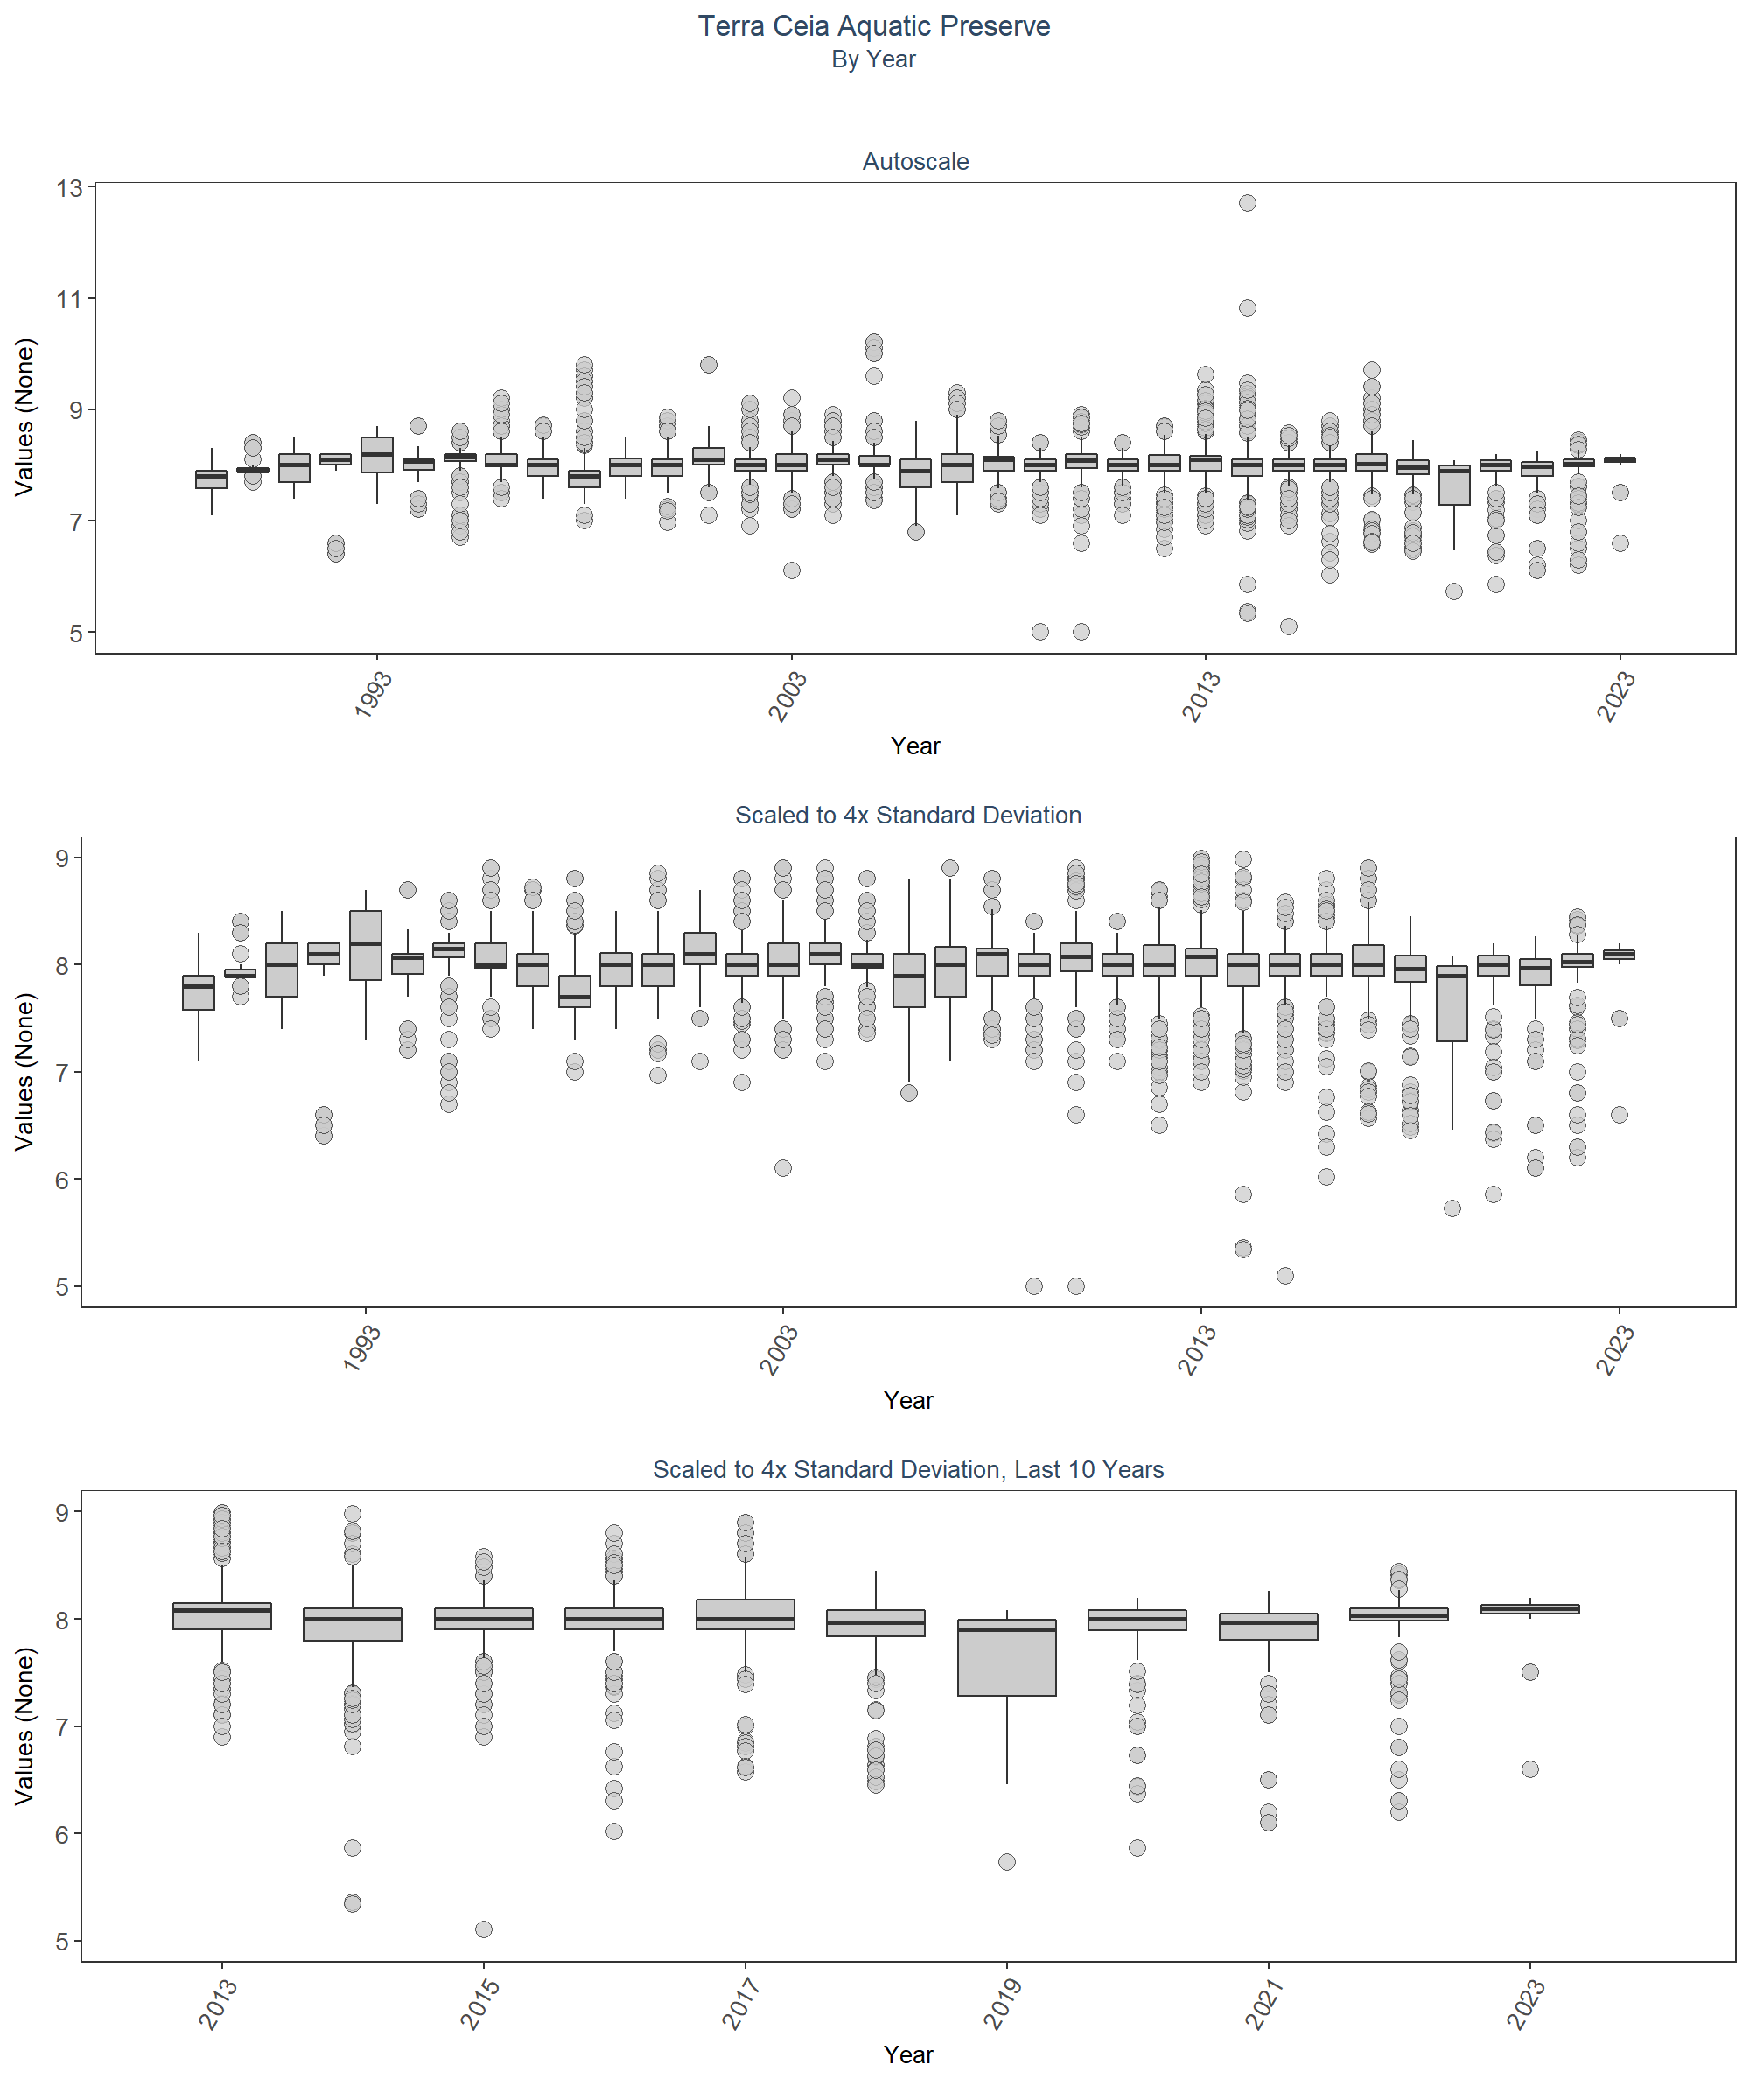 Terra Ceia Aquatic Preserve
By Year
Autoscale
Values (None)
13
11
9
7
5
1993
2003
2013
2023
Year
Scaled to 4x Standard Deviation
Values (None)
9
8
7
6
5
1993
2003
2013
2023
Year
Scaled to 4x Standard Deviation, Last 10 Years
Values (None)
9
8
7
6
5
2013
2015
2017
2019
2021
2023
Year